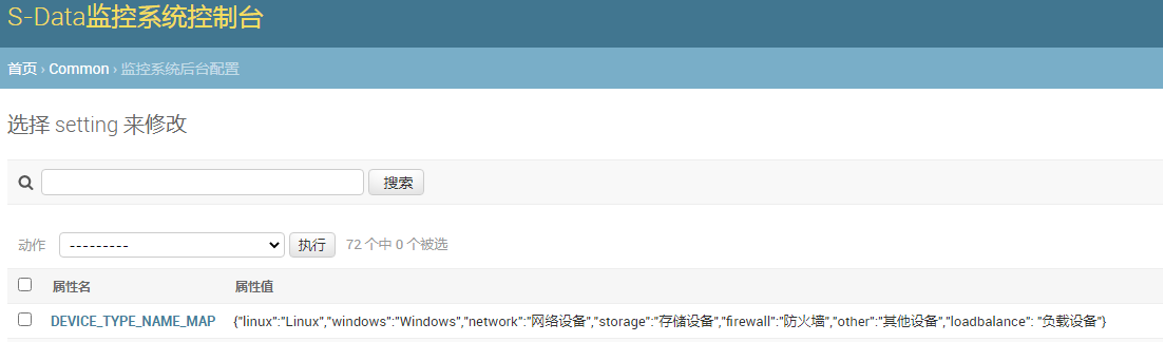 S-Data监控系统控制台
首页 › Common › 监控系统后台配置
选择 setting 来修改
搜索
动作 --------- 执行 72 个中 0 个被选
属性名 属性值
DEVICE_TYPE_NAME_MAP {"linux":"Linux","windows":"Windows","network":"网络设备","storage":"存储设备","firewall":"防火墙","other":"其他设备","loadbalance": "负载设备"}